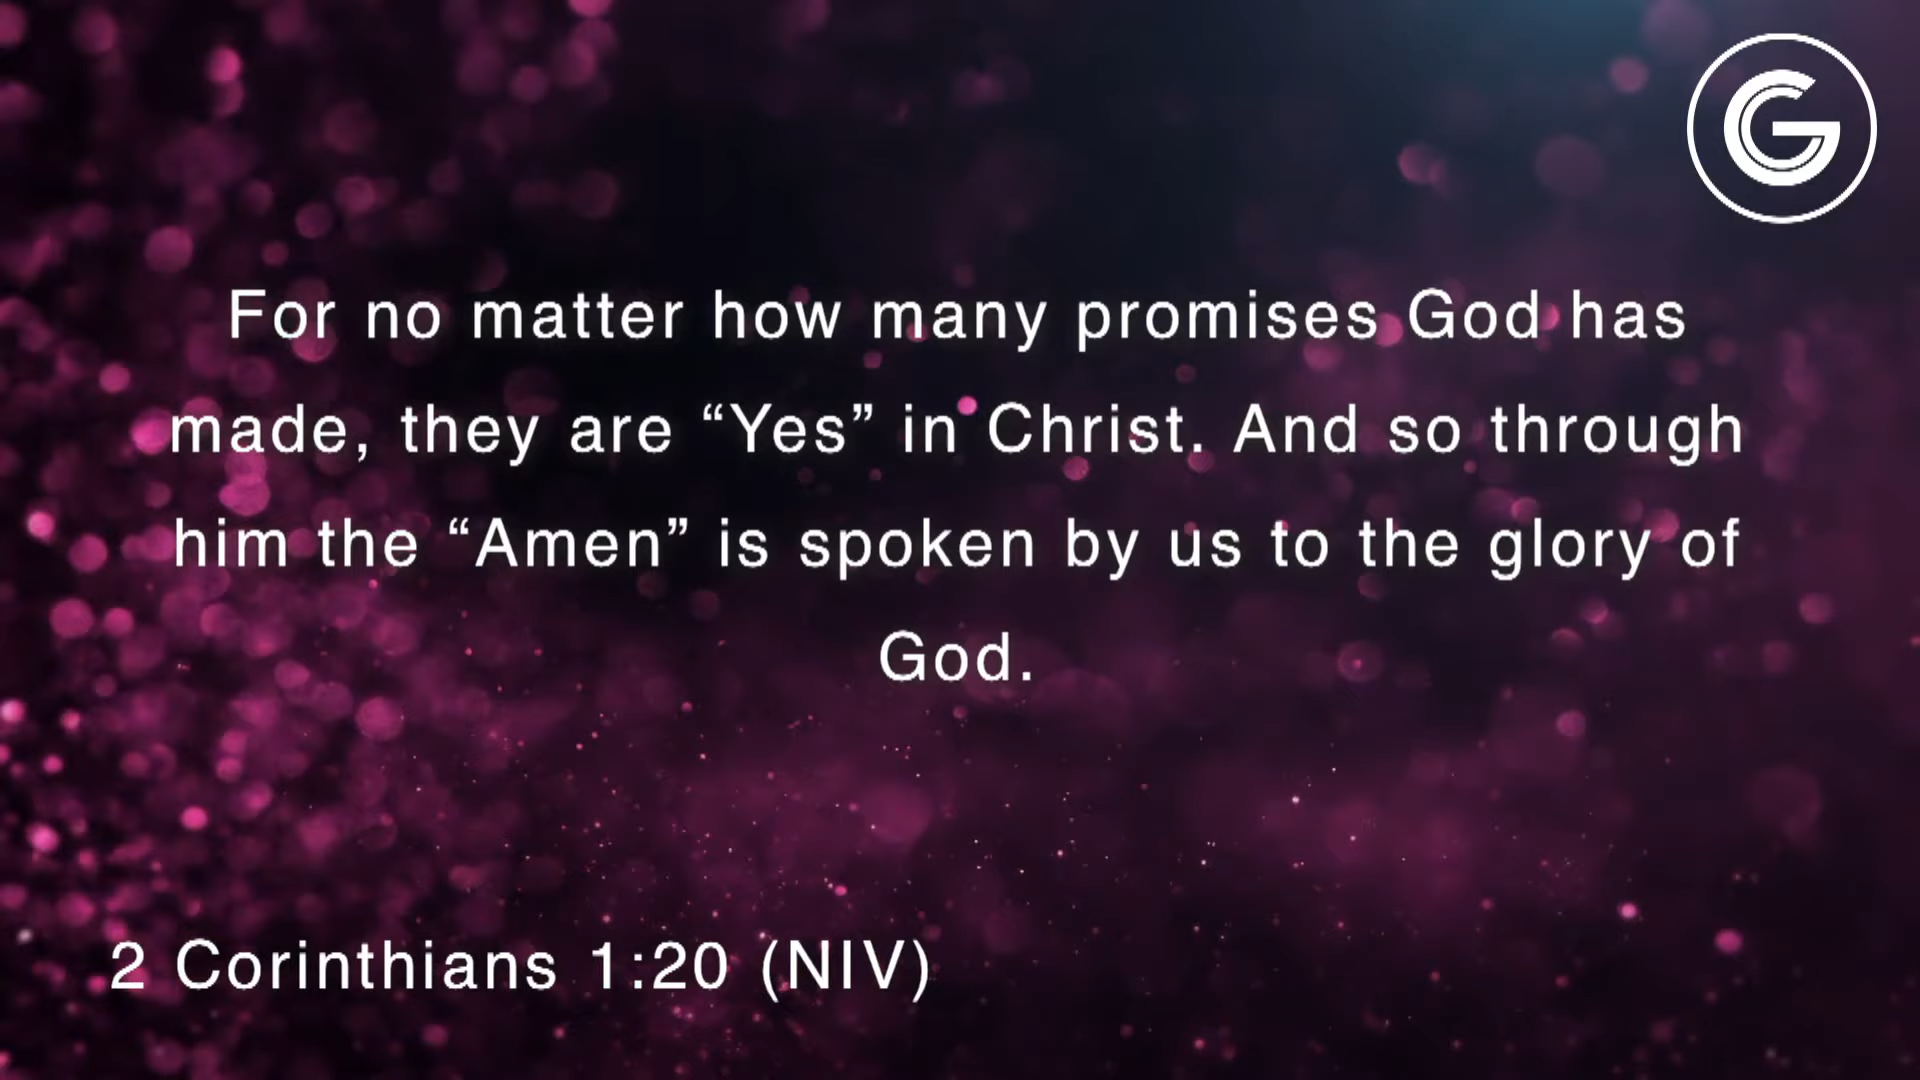 G
For no matter how many promises God has
made, they are “Yes” in Christ. And so through
him the “Amen” is spoken by us to the glory of
God.
2 Corinthians 1:20 (NIV)